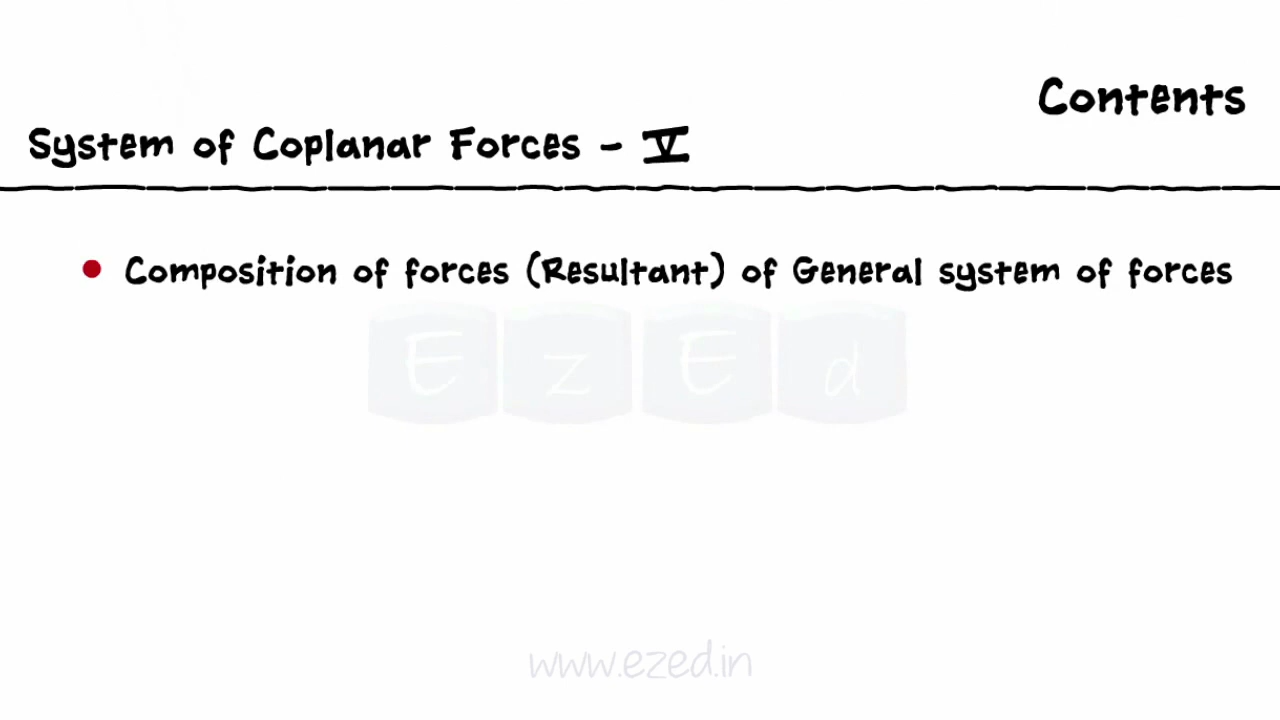 Contents
System of Coplanar Forces - V
• Composition of forces (Resultant) of General system of forces
EzEd
www.ezed.in